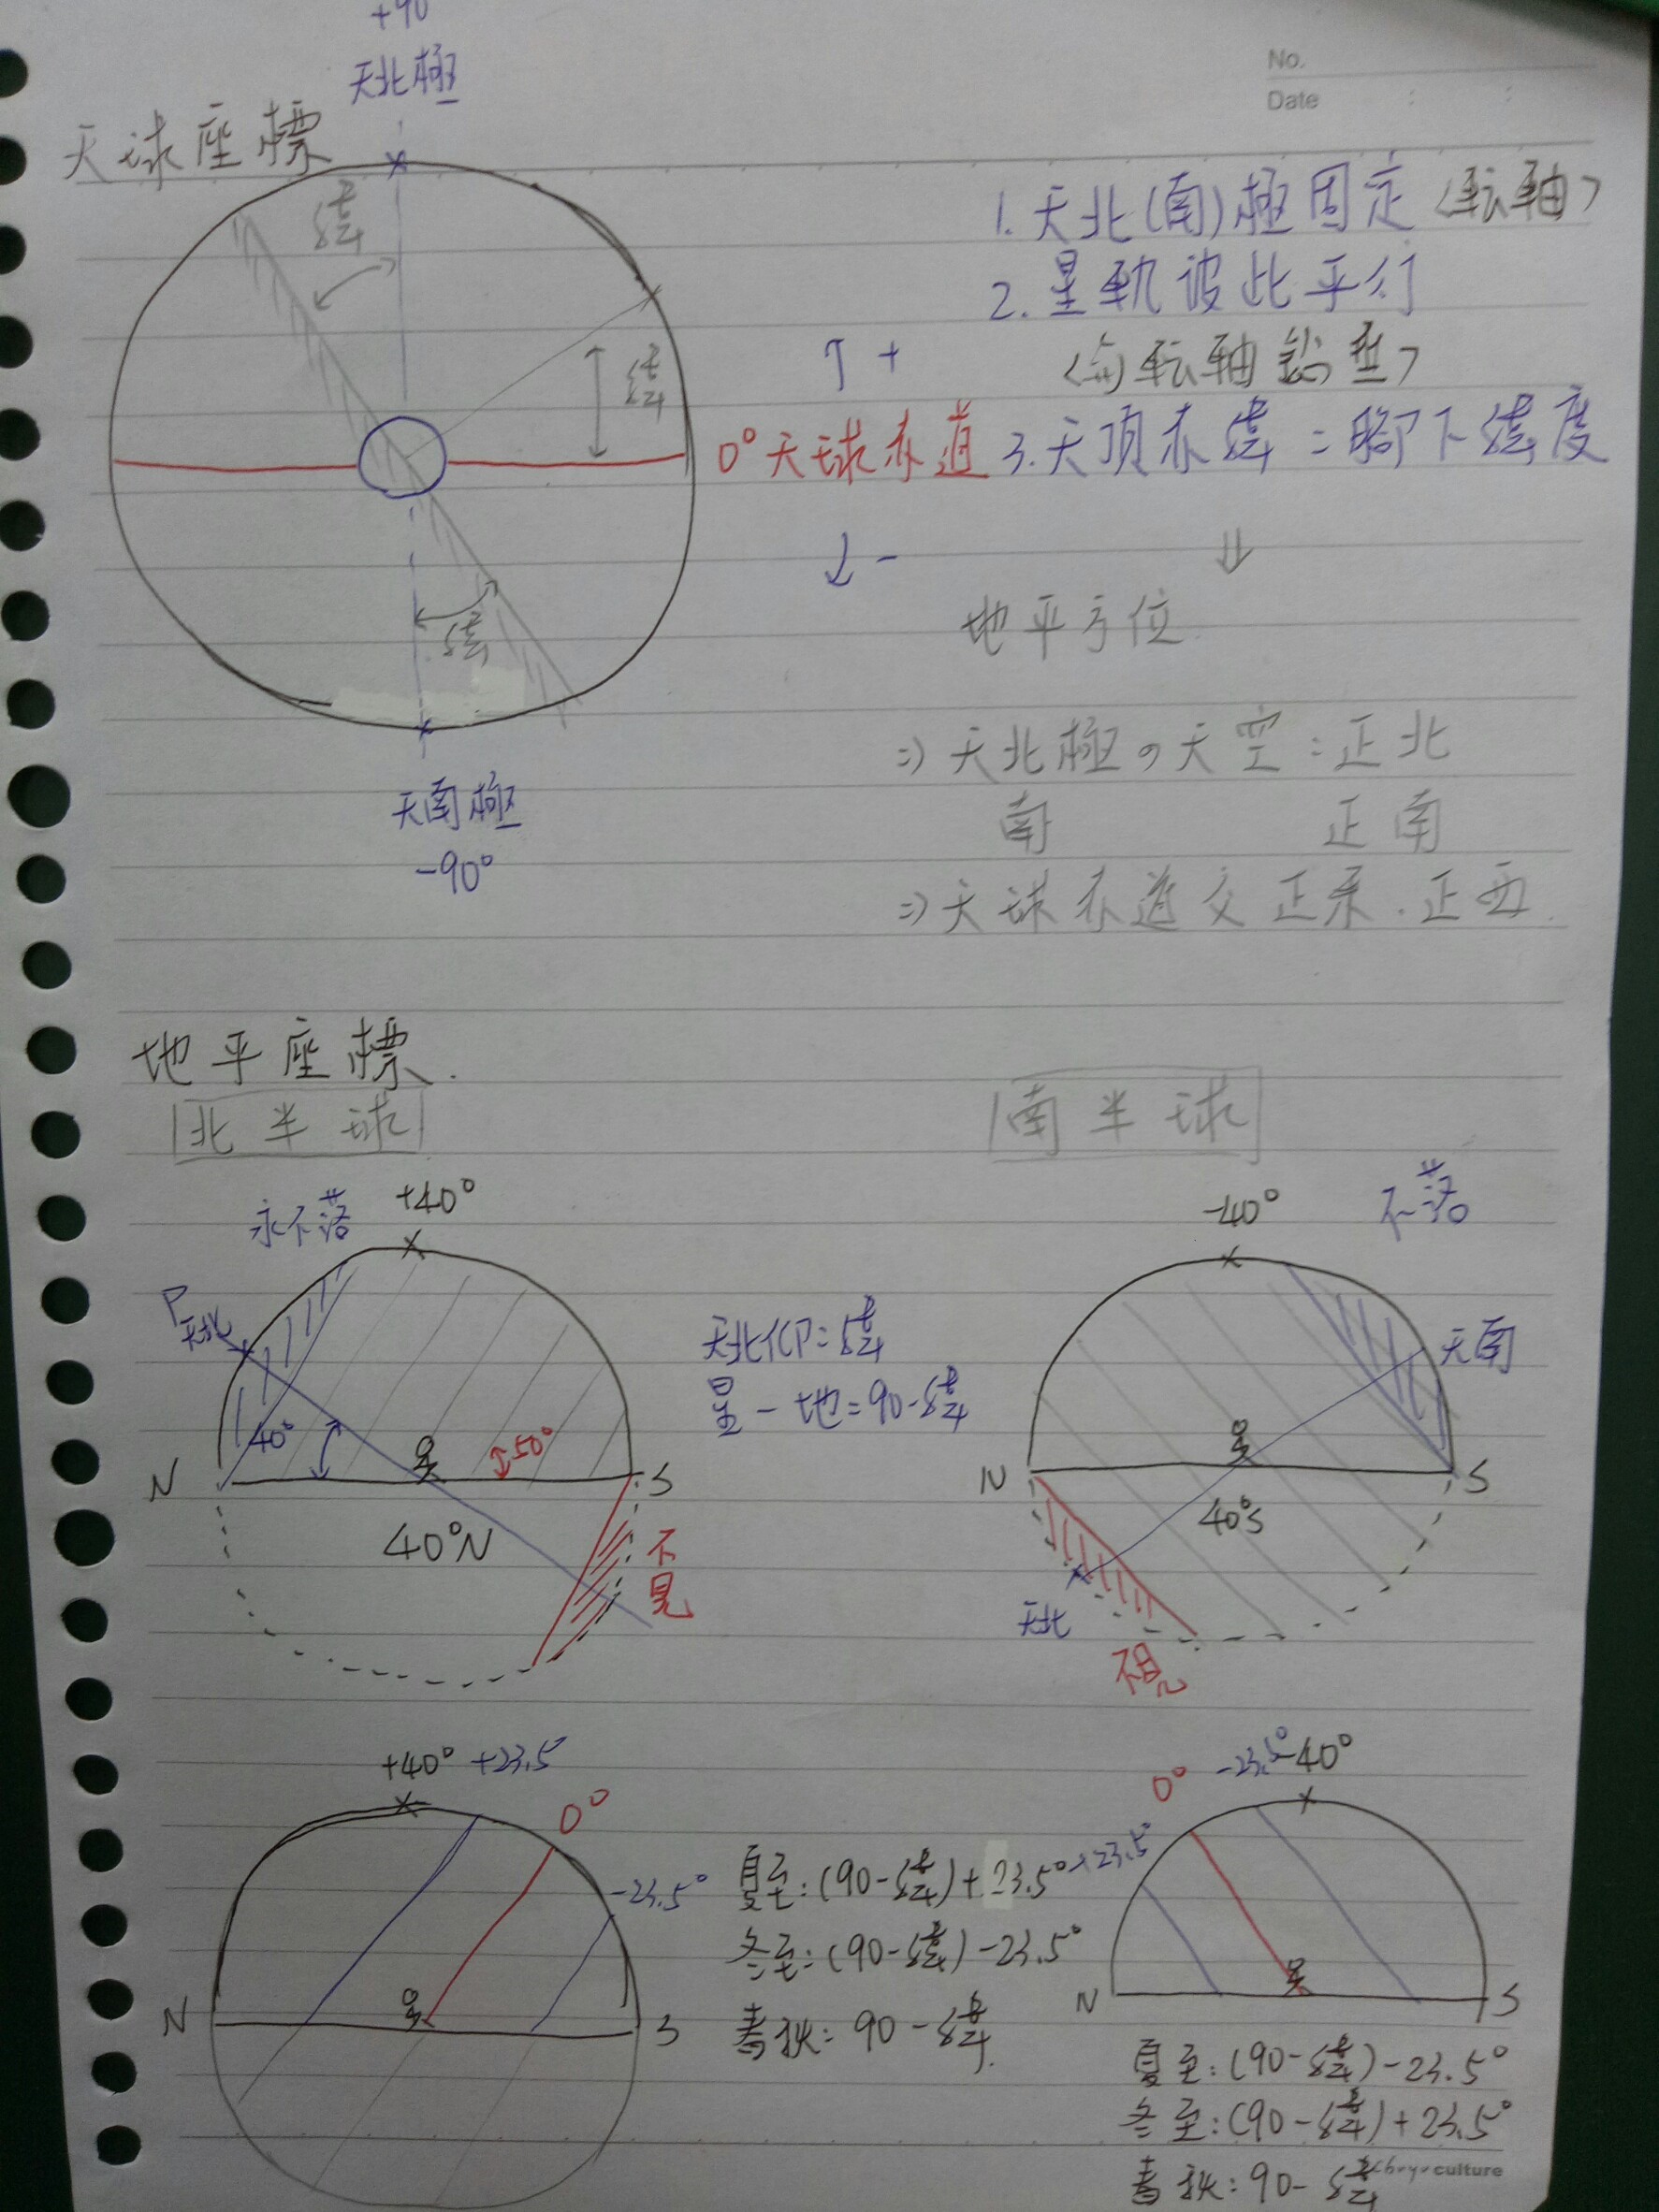 +90
天北極
No.
Date : :
天球座標
緯
緯
緯
↑ +
0° 天球赤道
↓ -
天南極
-90°
1. 天北(南)極固定〈転軸〉
2. 星軌彼此平行
〈与転軸鉛垂〉
3. 天頂赤緯 = 腳下緯度
⇓
地平方位
⇒ 天北極の天空 : 正北
南 正南
⇒ 天球赤道交正東.正西.
地平座標.
北半球
永不落 +40°
P天北
40°
50°
N S
40°N
不見
天北仰 = 緯
星-地 = 90-緯
南半球
-40° 不落
天南
N S
40°S
天北
不見
+40° +23.5°
0°
-23.5°
N S
夏至: (90-緯)+23.5°
冬至: (90-緯)-23.5°
春秋: 90-緯.
0° -23.5° -40°
+23.5°
N S
夏至: (90-緯)-23.5°
冬至: (90-緯)+23.5°
春秋: 90-緯
culture